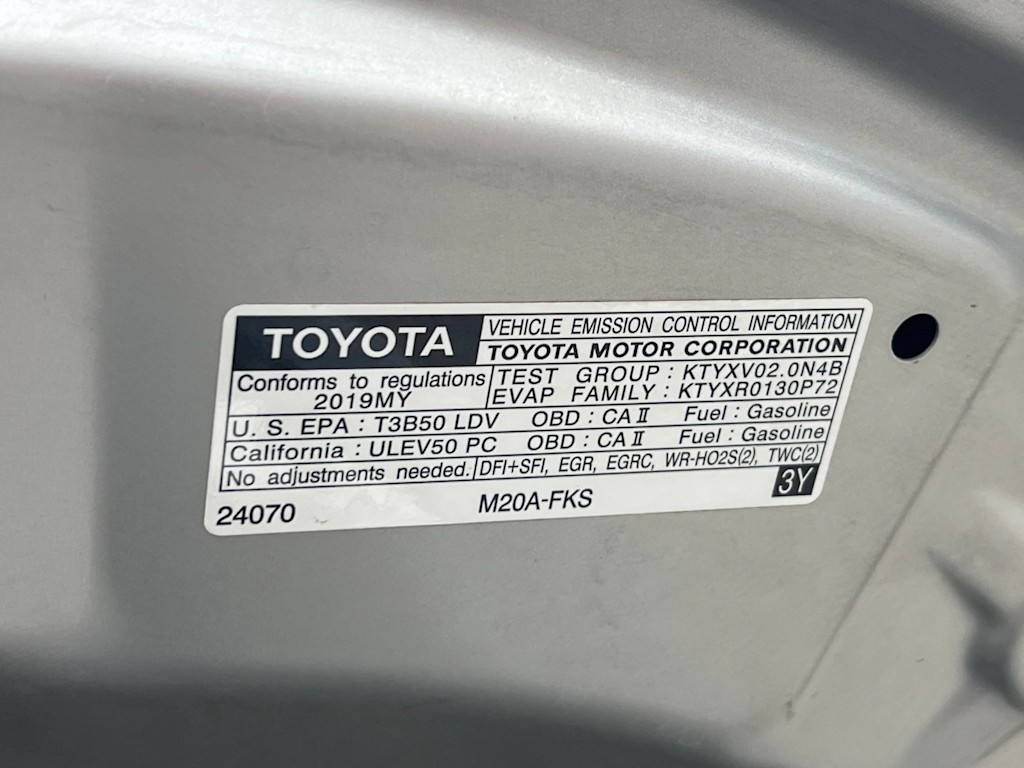 TOYOTA
VEHICLE EMISSION CONTROL INFORMATION
TOYOTA MOTOR CORPORATION
Conforms to regulations
2019MY
TEST GROUP : KTYXV02.0N4B
EVAP FAMILY : KTYXR0130P72
U. S. EPA : T3B50 LDV OBD : CA II Fuel : Gasoline
California : ULEV50 PC OBD : CA II Fuel : Gasoline
No adjustments needed. DFI+SFI, EGR, EGRC, WR-HO2S(2), TWC(2)
24070 M20A-FKS 3Y